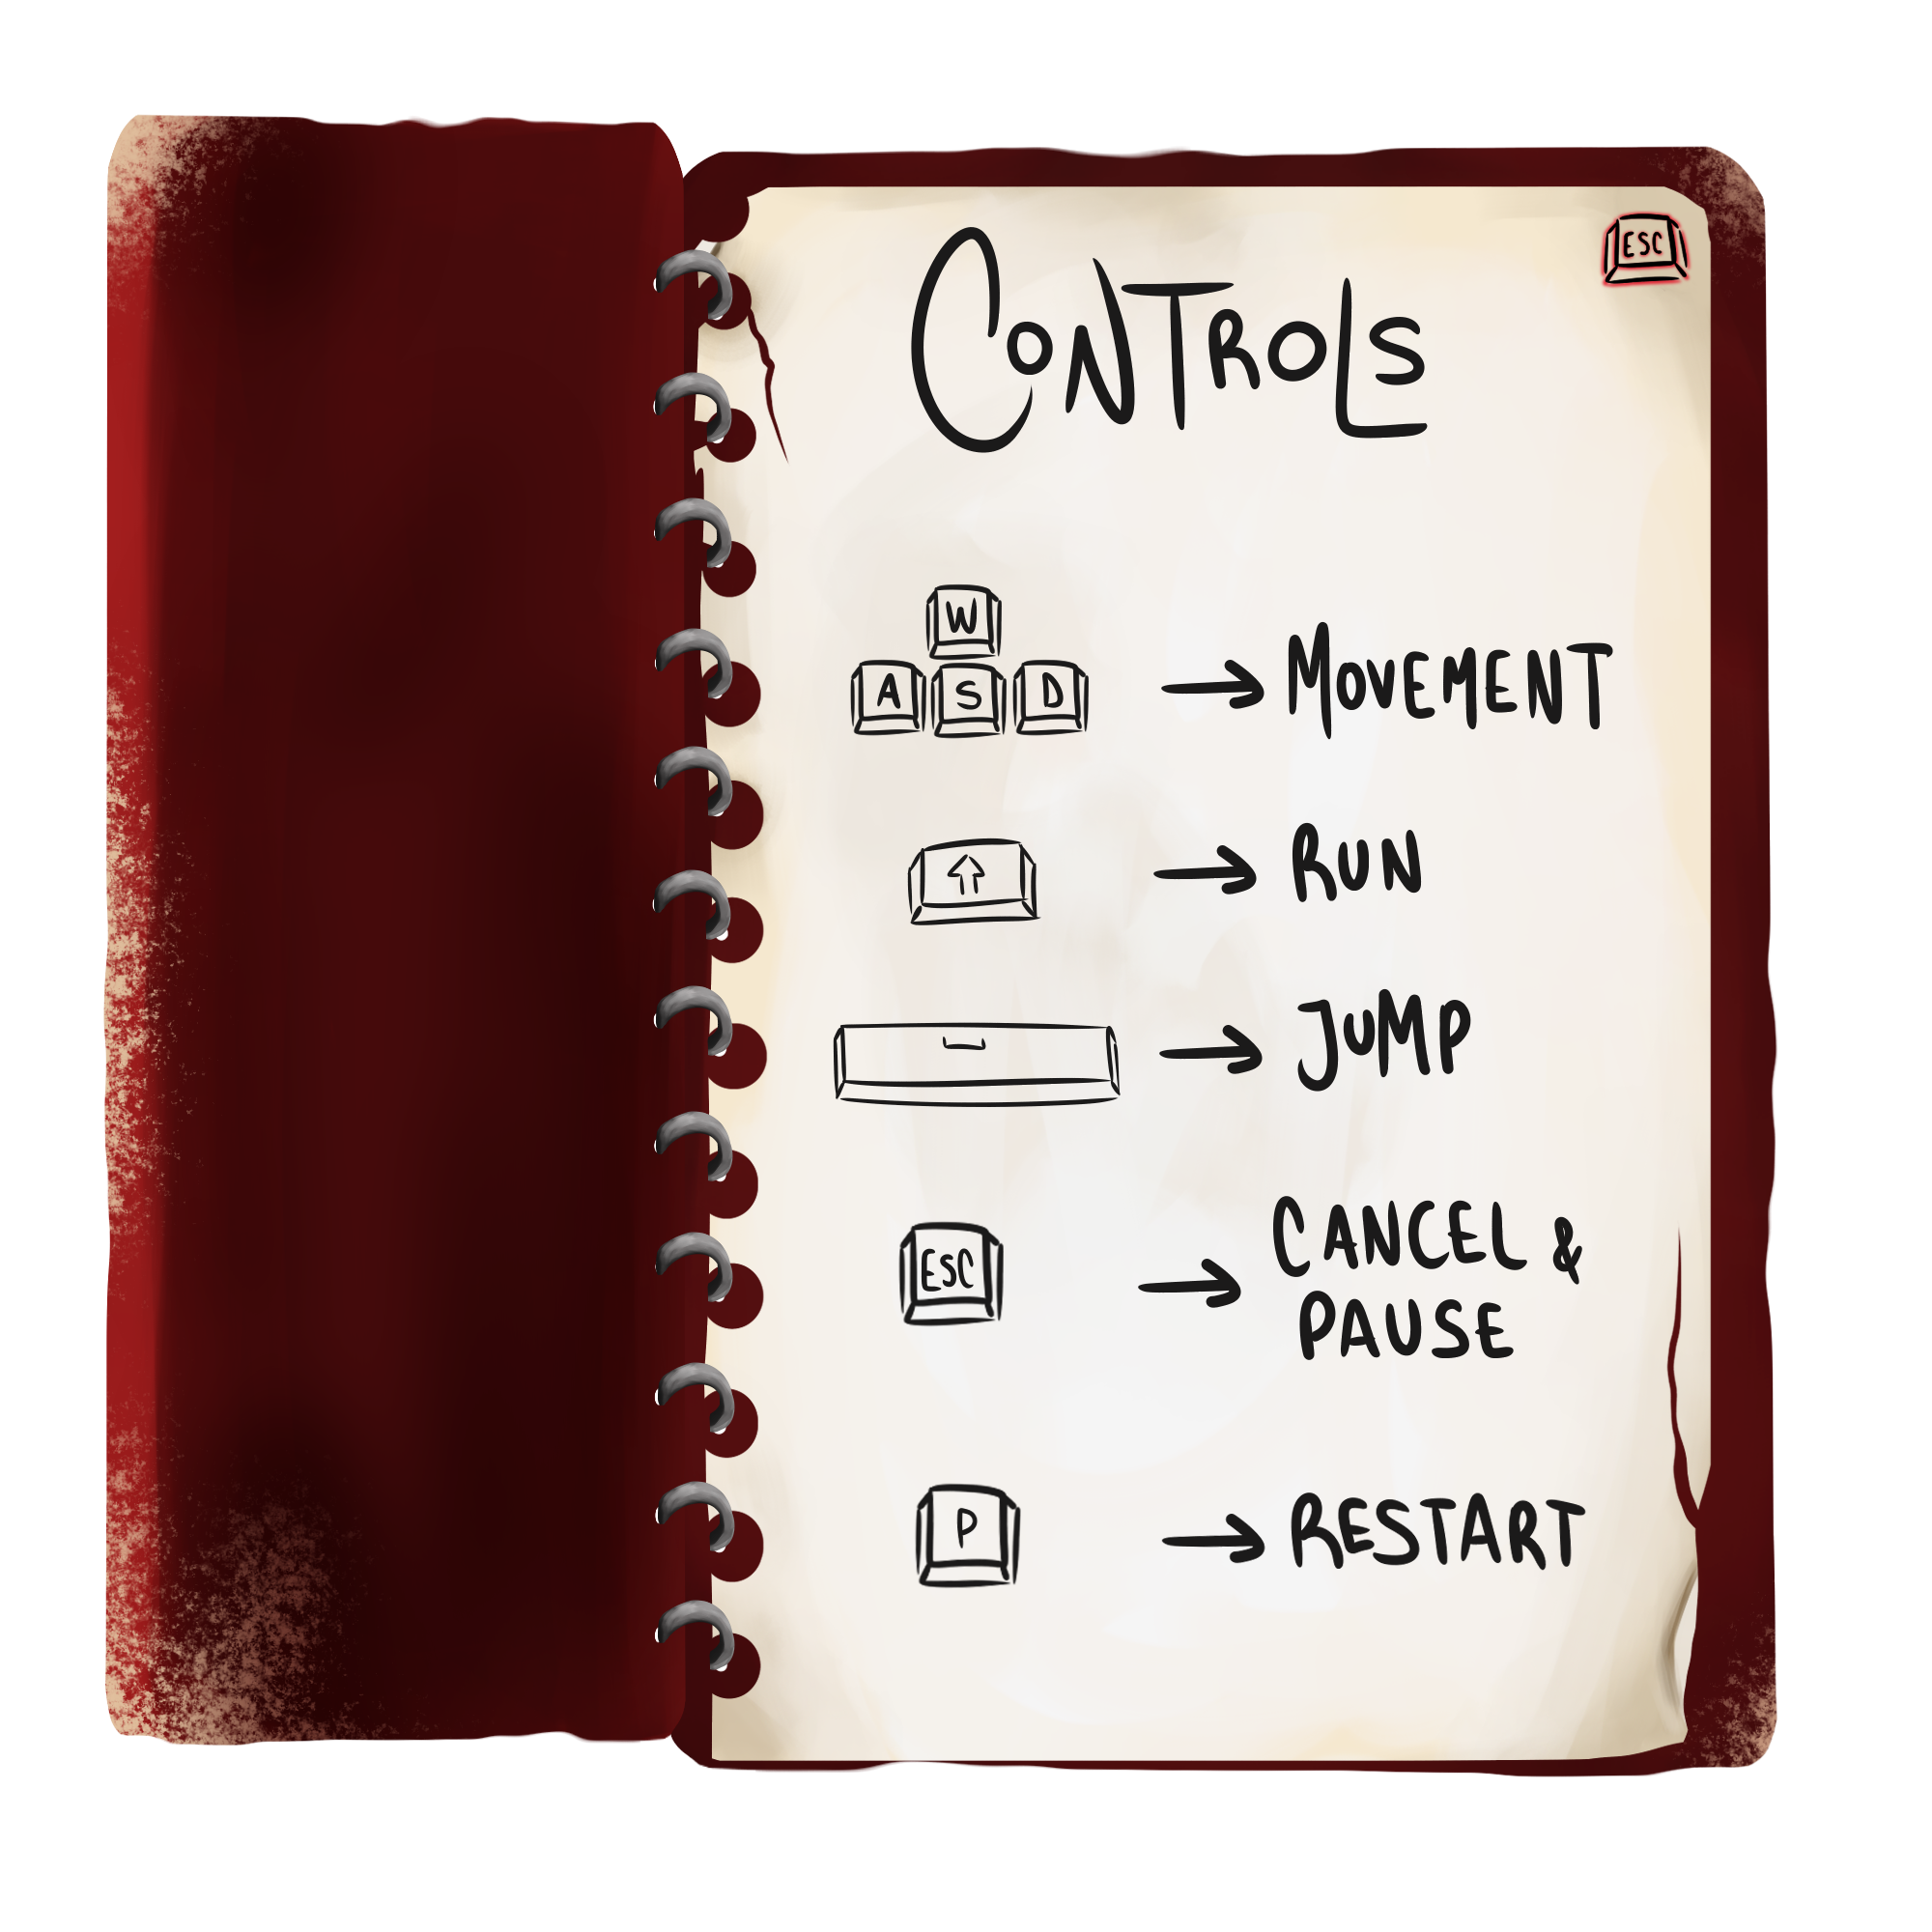 ESC
CONTROLS
W
A S D → MOVEMENT
⇧ → RUN
→ JUMP
ESC → CANCEL &
PAUSE
P → RESTART